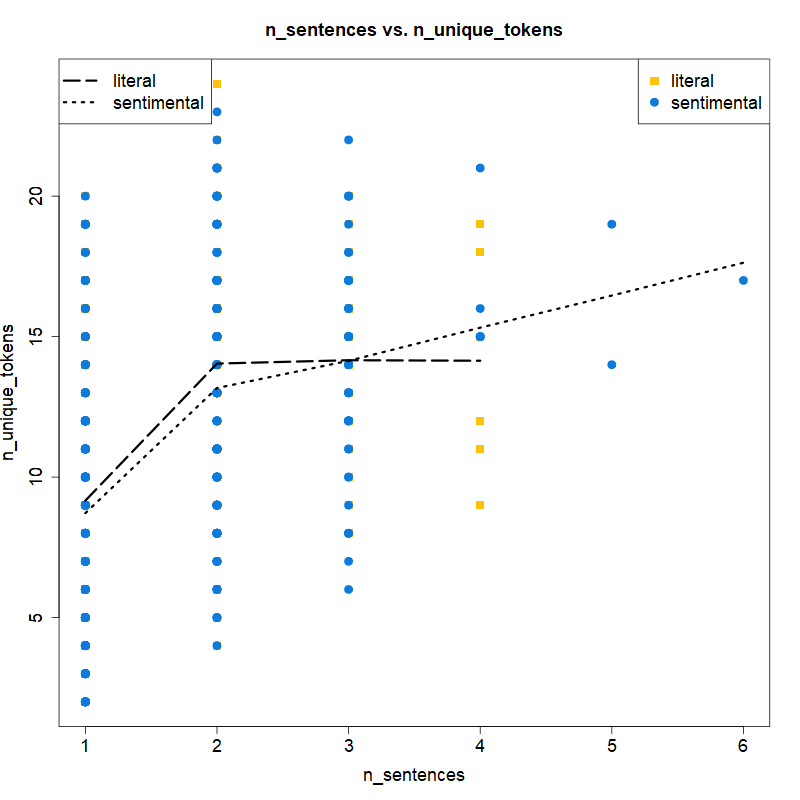 n_sentences vs. n_unique_tokens
literal
sentimental
literal
sentimental
n_unique_tokens
20
15
10
5
1 2 3 4 5 6
n_sentences